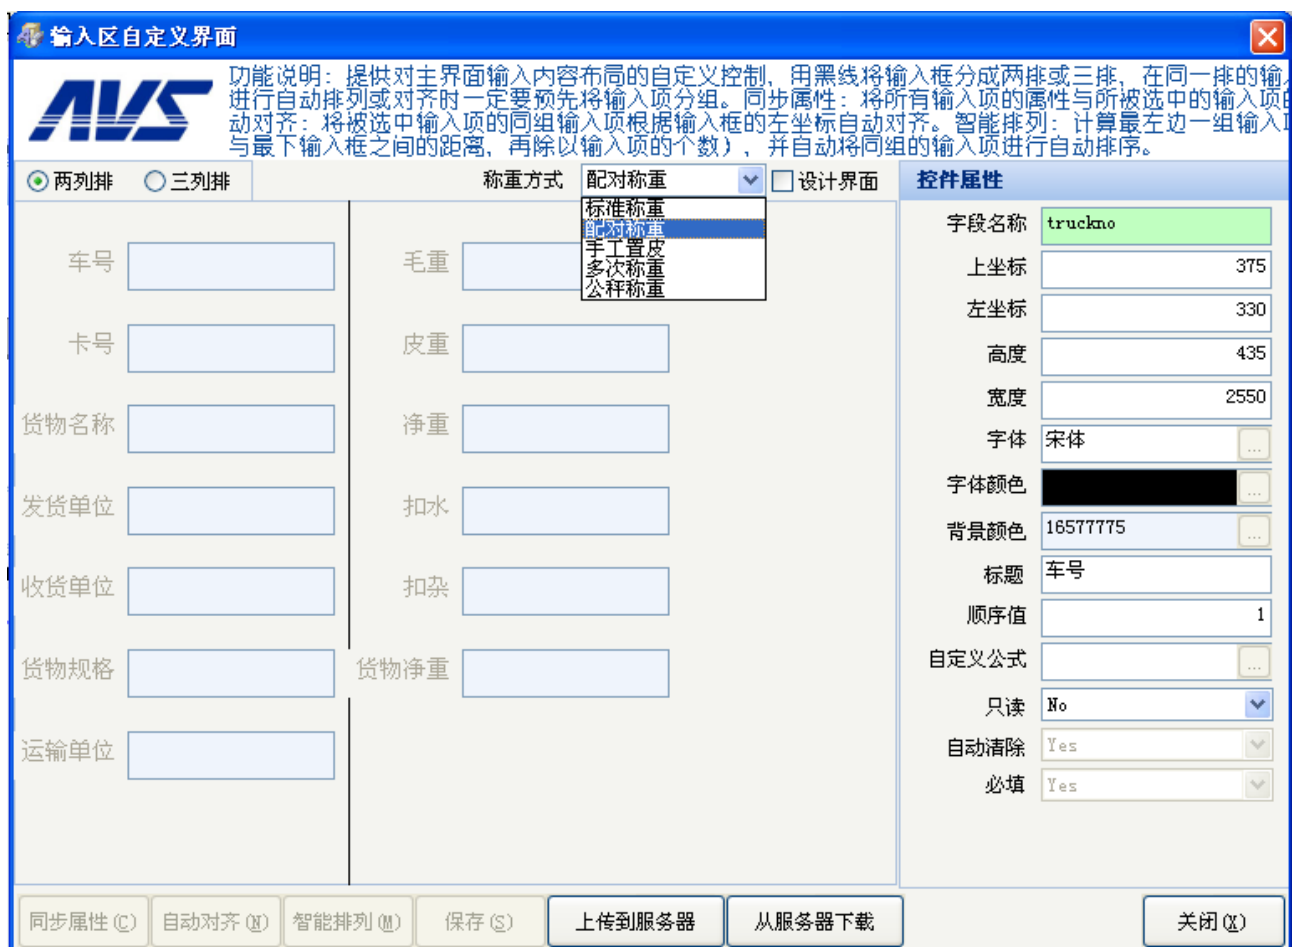 输入区自定义界面
AVS
功能说明：提供对主界面输入内容布局的自定义控制，用黑线将输入框分成两排或三排，在同一排的输
进行自动排列或对齐时一定要预先将输入项分组。同步属性：将所有输入项的属性与所被选中的输入项
动对齐：将被选中输入项的同组输入项根据输入框的左坐标自动对齐。智能排列：计算最左边一组输入
与最下输入框之间的距离，再除以输入项的个数），并自动将同组的输入项进行自动排序。
两列排 三列排 称重方式 配对称重 设计界面
标准称重
配对称重
手工置皮
多次称重
公秤称重
车号 毛重
卡号 皮重
货物名称 净重
发货单位 扣水
收货单位 扣杂
货物规格 货物净重
运输单位
控件属性
字段名称 truckno
上坐标 375
左坐标 330
高度 435
宽度 2550
字体 宋体 ...
字体颜色 ...
背景颜色 16577775 ...
标题 车号
顺序值 1
自定义公式 ...
只读 No
自动清除 Yes
必填 Yes
同步属性(C) 自动对齐(N) 智能排列(M) 保存(S) 上传到服务器 从服务器下载 关闭(X)